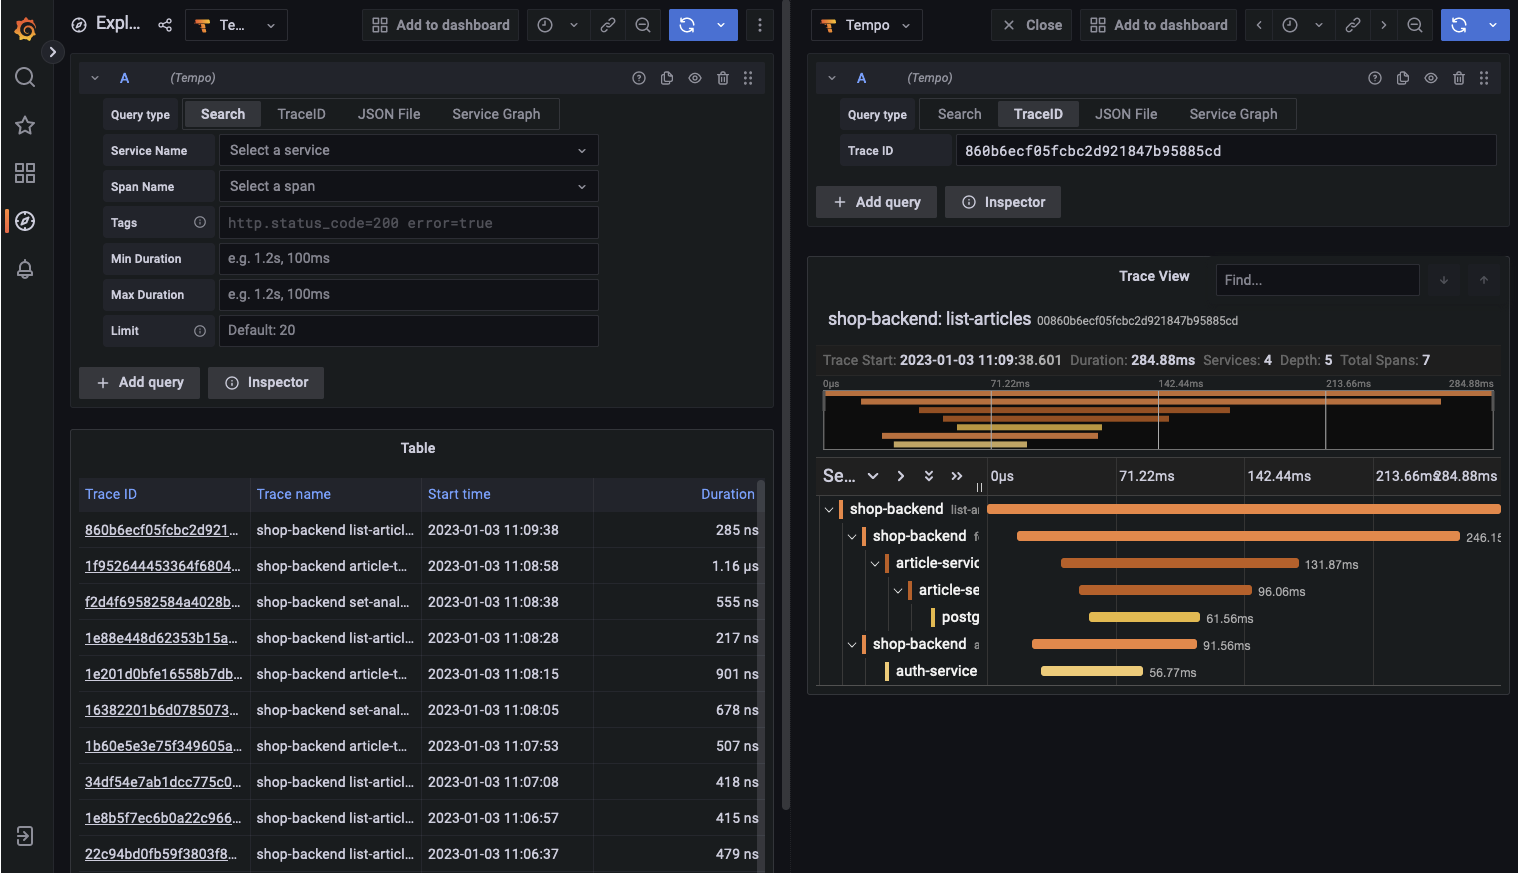 Expl...
Te...
Add to dashboard
A
(Tempo)
Query type
Search
TraceID
JSON File
Service Graph
Service Name
Select a service
Span Name
Select a span
Tags
http.status_code=200 error=true
Min Duration
e.g. 1.2s, 100ms
Max Duration
e.g. 1.2s, 100ms
Limit
Default: 20
+ Add query
Inspector
Table
Trace ID Trace name Start time Duration
860b6ecf05fcbc2d921... shop-backend list-articl... 2023-01-03 11:09:38 285 ns
1f952644453364f6804... shop-backend article-t... 2023-01-03 11:08:58 1.16 µs
f2d4f69582584a4028b... shop-backend set-anal... 2023-01-03 11:08:38 555 ns
1e88e448d62353b15a... shop-backend list-articl... 2023-01-03 11:08:28 217 ns
1e201d0bfe16558b7db... shop-backend article-t... 2023-01-03 11:08:15 901 ns
16382201b6d0785073... shop-backend set-anal... 2023-01-03 11:08:05 678 ns
1b60e5e3e75f349605a... shop-backend article-t... 2023-01-03 11:07:53 507 ns
34df54e7ab1dcc775c0... shop-backend list-articl... 2023-01-03 11:07:08 418 ns
1e8b5f7ec6b0a22c966... shop-backend list-articl... 2023-01-03 11:06:57 415 ns
22c94bd0fb59f3803f8... shop-backend list-articl... 2023-01-03 11:06:37 479 ns
Tempo
Close
Add to dashboard
A
(Tempo)
Query type
Search
TraceID
JSON File
Service Graph
Trace ID
860b6ecf05fcbc2d921847b95885cd
+ Add query
Inspector
Trace View
Find...
shop-backend: list-articles 00860b6ecf05fcbc2d921847b95885cd
Trace Start: 2023-01-03 11:09:38.601 Duration: 284.88ms Services: 4 Depth: 5 Total Spans: 7
0µs 71.22ms 142.44ms 213.66ms 284.88ms
Se... 0µs 71.22ms 142.44ms 213.66ms 284.88ms
shop-backend list-a
shop-backend f 246.15
article-servic 131.87ms
article-se 96.06ms
postg 61.56ms
shop-backend a 91.56ms
auth-service 56.77ms